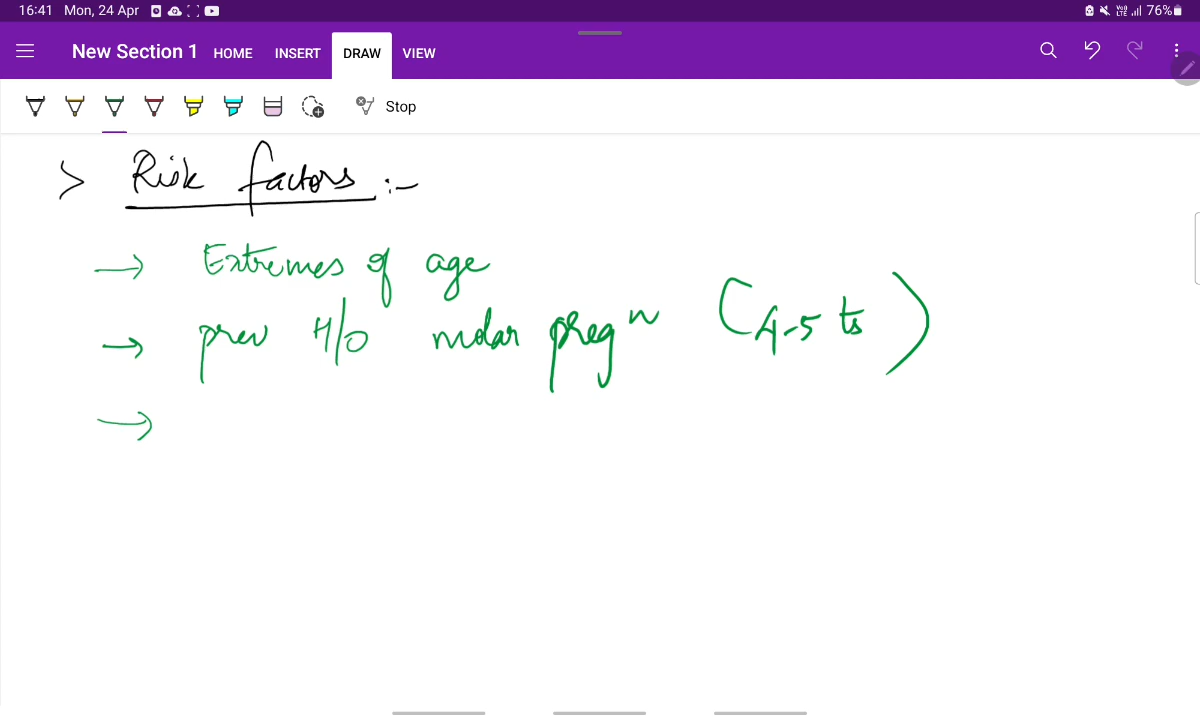 16:41 Mon, 24 Apr 76%
New Section 1 HOME INSERT DRAW VIEW
Stop
> Risk factors :-
→ Extremes of age
→ prev H/O molar pregn (4-5 ts)
→